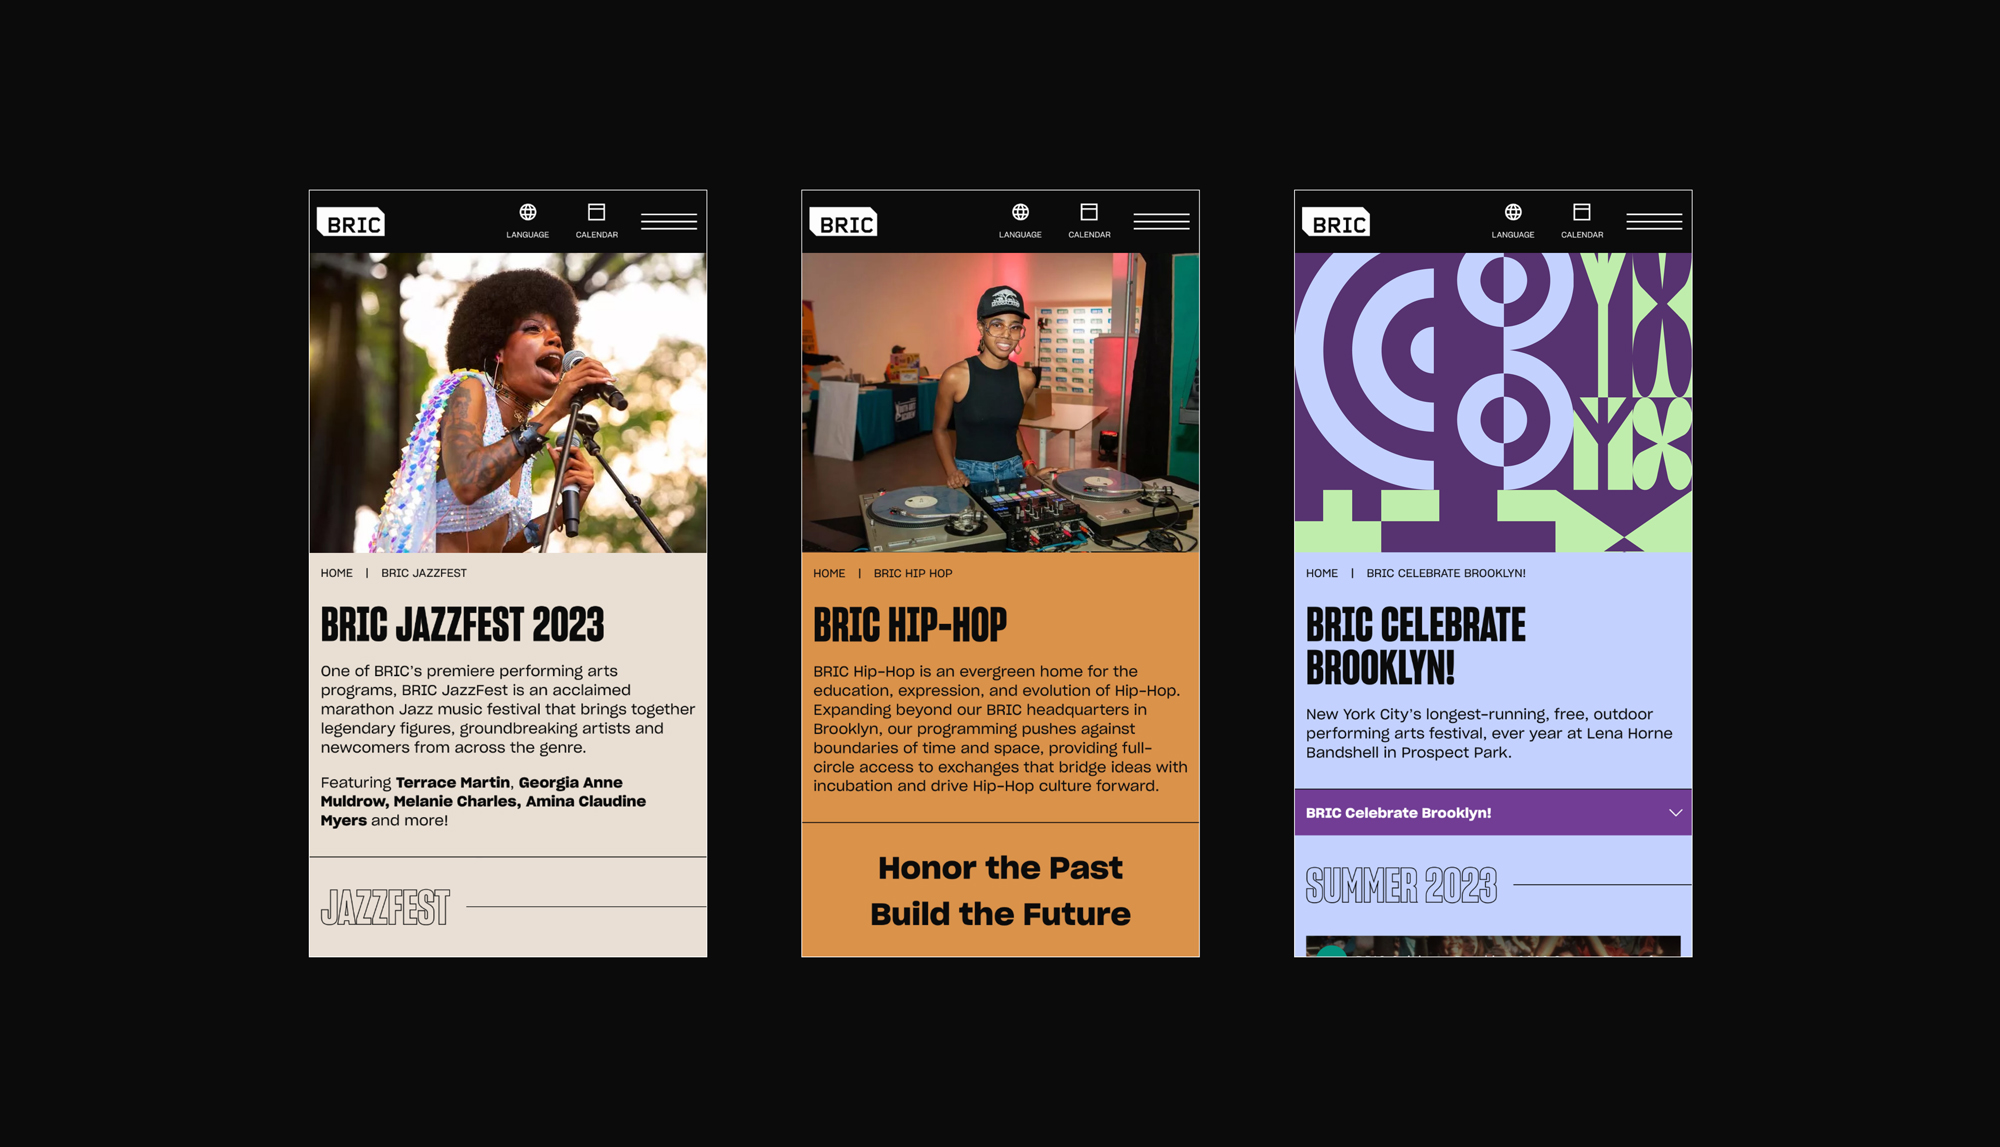 BRIC
LANGUAGE
CALENDAR
HOME | BRIC JAZZFEST
BRIC JAZZFEST 2023
One of BRIC's premiere performing arts
programs, BRIC JazzFest is an acclaimed
marathon Jazz music festival that brings together
legendary figures, groundbreaking artists and
newcomers from across the genre.
Featuring Terrace Martin, Georgia Anne
Muldrow, Melanie Charles, Amina Claudine
Myers and more!
JAZZFEST
BRIC
LANGUAGE
CALENDAR
HOME | BRIC HIP HOP
BRIC HIP-HOP
BRIC Hip-Hop is an evergreen home for the
education, expression, and evolution of Hip-Hop.
Expanding beyond our BRIC headquarters in
Brooklyn, our programming pushes against
boundaries of time and space, providing full-
circle access to exchanges that bridge ideas with
incubation and drive Hip-Hop culture forward.
Honor the Past
Build the Future
BRIC
LANGUAGE
CALENDAR
HOME | BRIC CELEBRATE BROOKLYN!
BRIC CELEBRATE
BROOKLYN!
New York City's longest-running, free, outdoor
performing arts festival, ever year at Lena Horne
Bandshell in Prospect Park.
BRIC Celebrate Brooklyn!
SUMMER 2023